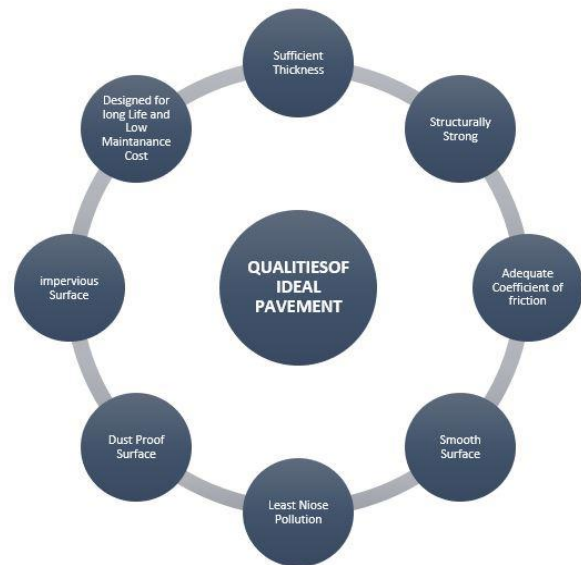 Sufficient
Thickness
Structurally
Strong
Adequate
Coefficient of
friction
Smooth
Surface
Least Niose
Pollution
Dust Proof
Surface
impervious
Surface
Designed for
long Life and
Low
Maintanance
Cost
QUALITIESOF
IDEAL
PAVEMENT